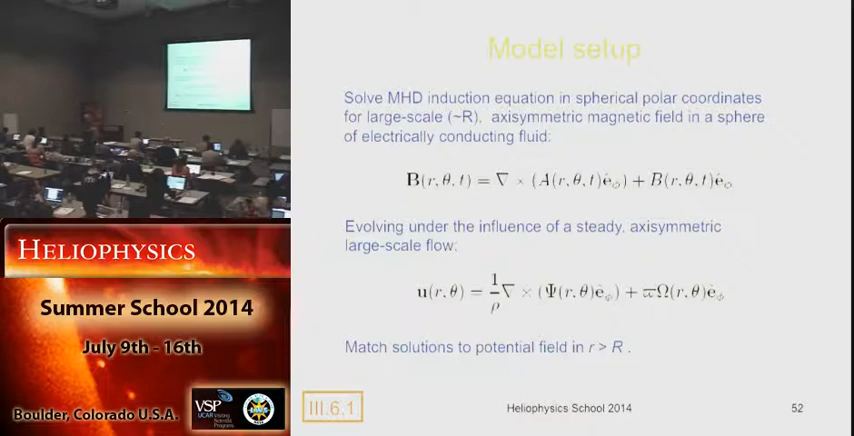 Model setup
Solve MHD induction equation in spherical polar coordinates
for large-scale (~R), axisymmetric magnetic field in a sphere
of electrically conducting fluid:
B(r, θ, t) = ∇ × (A(r, θ, t)ê_φ) + B(r, θ, t)ê_φ
Evolving under the influence of a steady, axisymmetric
large-scale flow:
u(r, θ) = 1/ρ ∇ × (Ψ(r, θ)ê_φ) + ϖΩ(r, θ)ê_φ
Match solutions to potential field in r > R .
III.6.1
Heliophysics School 2014
52
HELIOPHYSICS
Summer School 2014
July 9th - 16th
Boulder, Colorado U.S.A.
VSP
UCAR Visiting
Scientist
Programs